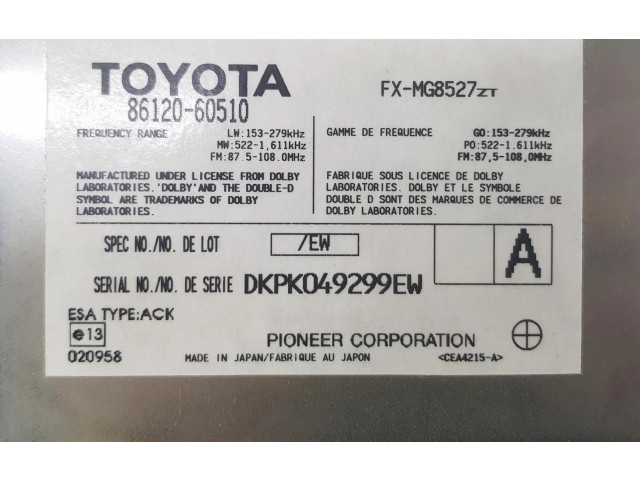 TOYOTA
86120-60510
FX-MG8527ZT
FREQUENCY RANGE LW:153-279kHz
MW:522-1,611kHz
FM:87.5-108.0MHz
GAMME DE FREQUENCE GO:153-279kHz
PO:522-1.611kHz
FM:87,5-108,0MHz
MANUFACTURED UNDER LICENSE FROM DOLBY
LABORATORIES.'DOLBY'AND THE DOUBLE-D
SYMBOL ARE TRADEMARKS OF DOLBY
LABORATORIES.
FABRIQUE SOUS LICENCE DE DOLBY
LABORATORIES. DOLBY ET LE SYMBOLE
DOUBLE D SONT DES MARQUES DE COMMERCE DE
DOLBY LABORATORIES.
SPEC NO./NO. DE LOT /EW
A
SERIAL NO./NO. DE SERIE DKPK049299EW
ESA TYPE:ACK
e13
020958
PIONEER CORPORATION
MADE IN JAPAN/FABRIQUE AU JAPON <CEA4215-A>